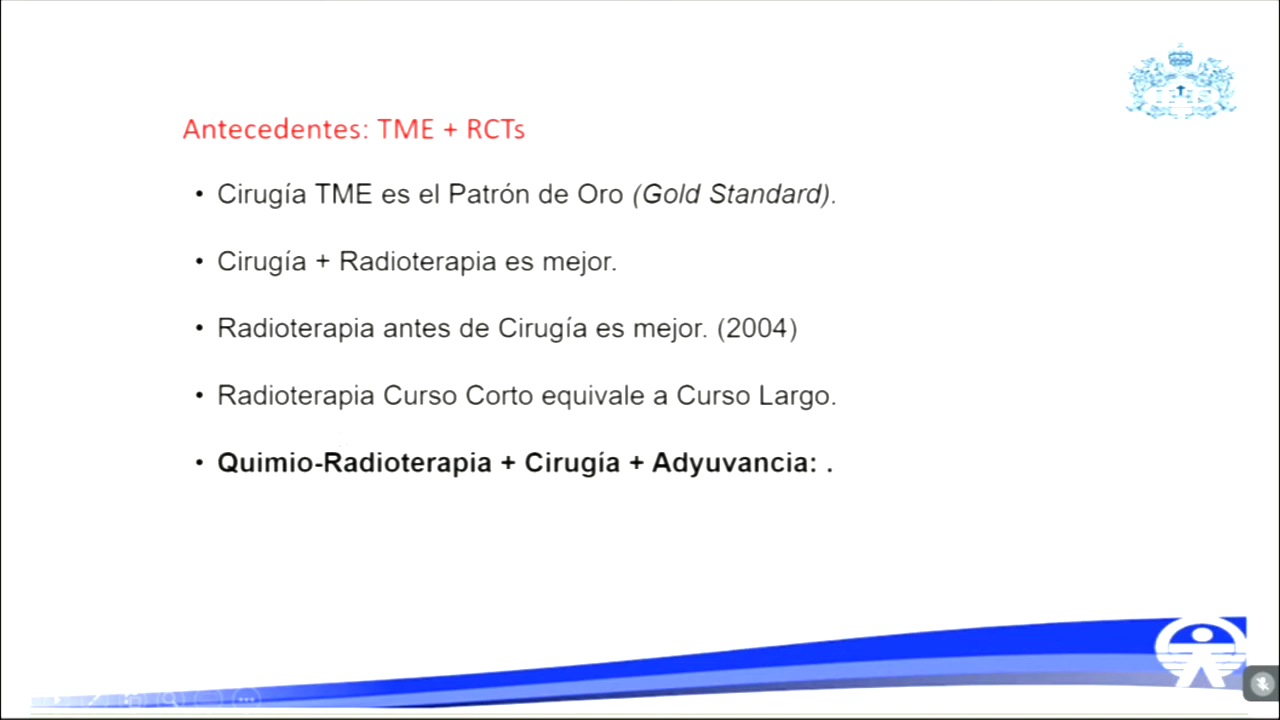 Antecedentes: TME + RCTs
• Cirugía TME es el Patrón de Oro (Gold Standard).
• Cirugía + Radioterapia es mejor.
• Radioterapia antes de Cirugía es mejor. (2004)
• Radioterapia Curso Corto equivale a Curso Largo.
• Quimio-Radioterapia + Cirugía + Adyuvancia: .